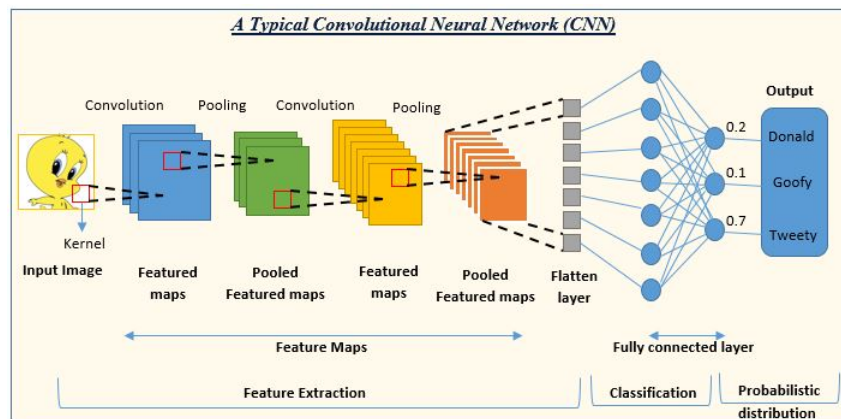 A Typical Convolutional Neural Network (CNN)
Convolution
Pooling
Convolution
Pooling
Output
0.2
Donald
0.1
Goofy
0.7
Tweety
Kernel
Input Image
Featured
maps
Pooled
Featured maps
Featured
maps
Pooled
Featured maps
Flatten
layer
Feature Maps
Fully connected layer
Feature Extraction
Classification
Probabilistic
distribution